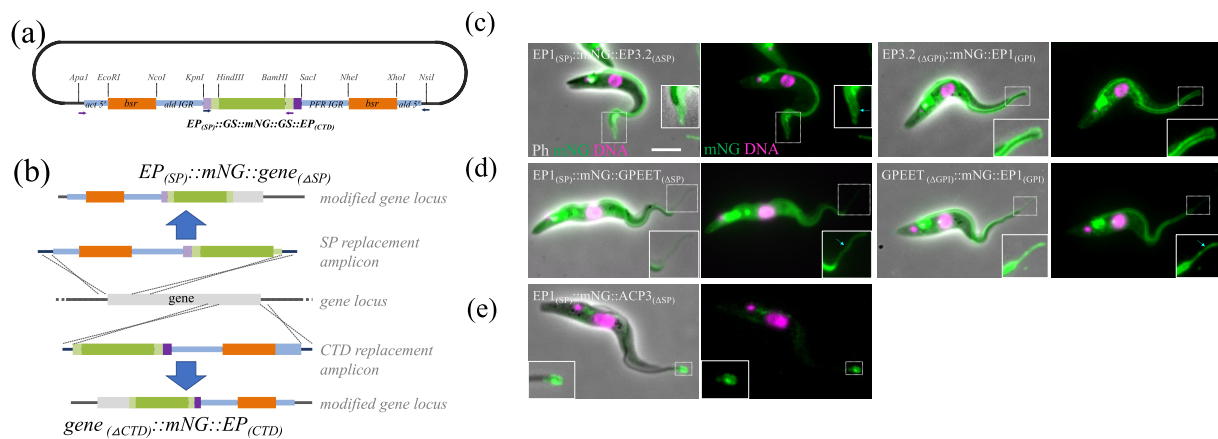 (a)
ApaI EcoRI NcoI KpnI HindIII BamHI SacI NheI XhoI NsiI
act 5' bsr ald IGR PFR IGR bsr ald 5'
EP(SP)::GS::mNG::GS::EP(CTD)
(b)
EP(SP)::mNG::gene(ΔSP)
modified gene locus
SP replacement
amplicon
gene
gene locus
CTD replacement
amplicon
modified gene locus
gene (ΔCTD)::mNG::EP(CTD)
(c)
EP1(SP)::mNG::EP3.2(ΔSP)
Ph mNG DNA
mNG DNA
EP3.2 (ΔGPI)::mNG::EP1(GPI)
(d)
EP1(SP)::mNG::GPEET(ΔSP)
GPEET(ΔGPI)::mNG::EP1(GPI)
(e)
EP1(SP)::mNG::ACP3(ΔSP)